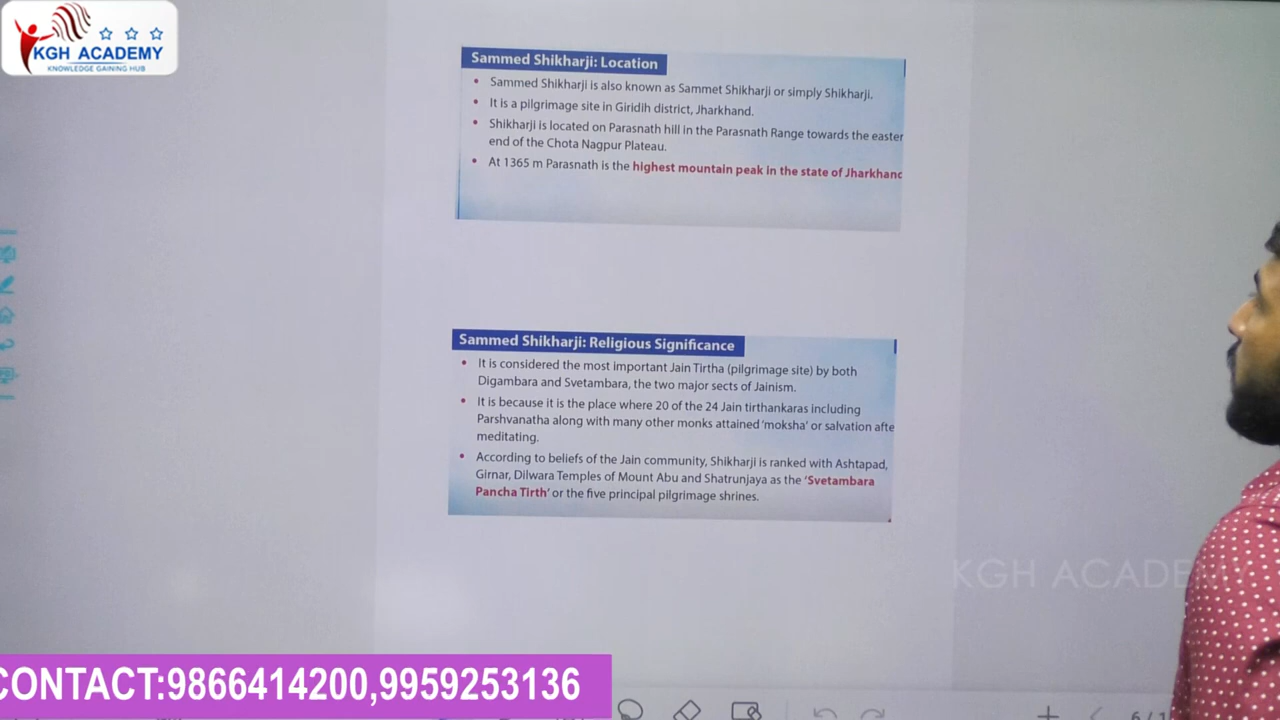 KGH ACADEMY
KNOWLEDGE GAINING HUB
Sammed Shikharji: Location
• Sammed Shikharji is also known as Sammet Shikharji or simply Shikharji.
• It is a pilgrimage site in Giridih district, Jharkhand.
• Shikharji is located on Parasnath hill in the Parasnath Range towards the easter
end of the Chota Nagpur Plateau.
• At 1365 m Parasnath is the highest mountain peak in the state of Jharkhand
Sammed Shikharji: Religious Significance
• It is considered the most important Jain Tirtha (pilgrimage site) by both
Digambara and Svetambara, the two major sects of Jainism.
• It is because it is the place where 20 of the 24 Jain tirthankaras including
Parshvanatha along with many other monks attained 'moksha' or salvation afte
meditating.
• According to beliefs of the Jain community, Shikharji is ranked with Ashtapad,
Girnar, Dilwara Temples of Mount Abu and Shatrunjaya as the 'Svetambara
Pancha Tirth' or the five principal pilgrimage shrines.
KGH ACADEMY
CONTACT:9866414200,9959253136